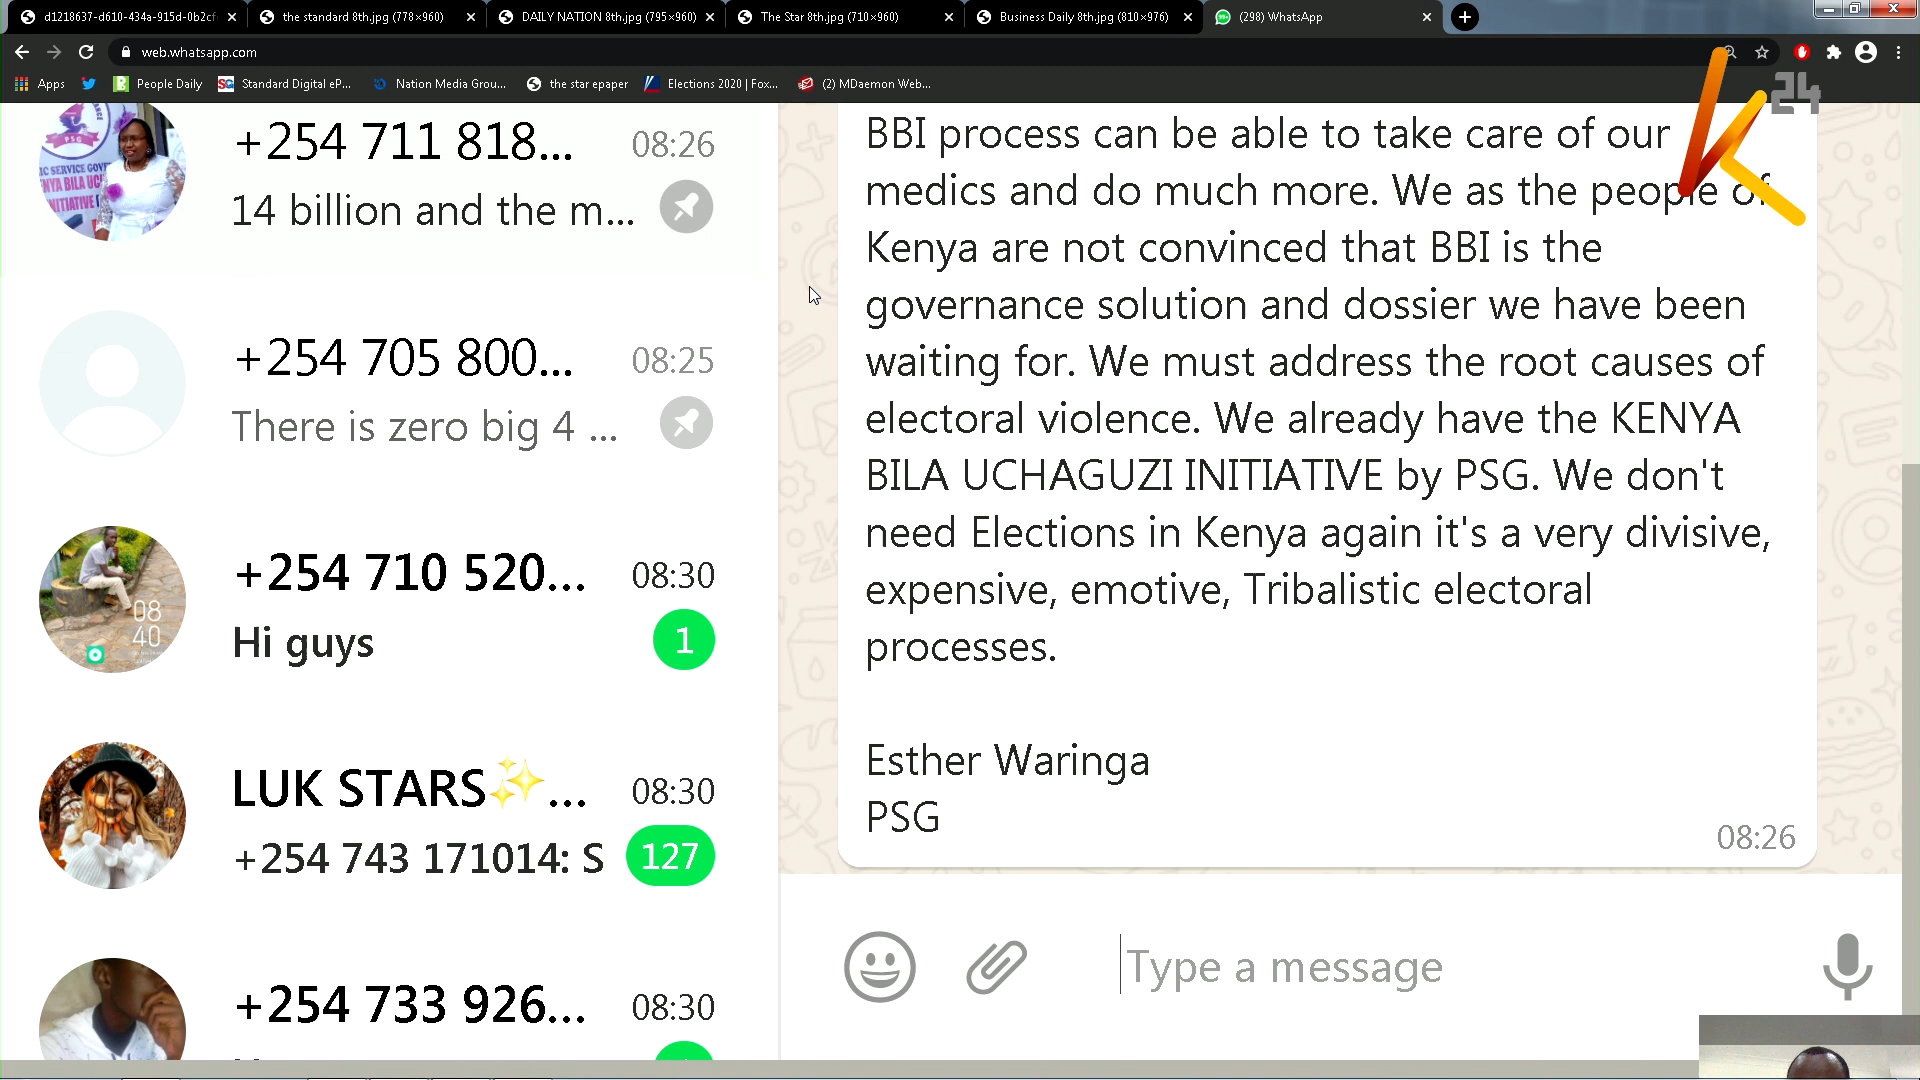 d1218637-d610-434a-915d-0b2cf
the standard 8th.jpg (778×960)
DAILY NATION 8th.jpg (795×960)
The Star 8th.jpg (710×960)
Business Daily 8th.jpg (810×976)
(298) WhatsApp
web.whatsapp.com
Apps
People Daily
Standard Digital eP...
Nation Media Grou...
the star epaper
Elections 2020 | Fox...
(2) MDaemon Web...
24
+254 711 818... 08:26
14 billion and the m...
+254 705 800... 08:25
There is zero big 4 ...
+254 710 520... 08:30
Hi guys 1
08
40
LUK STARS✨... 08:30
+254 743 171014: S 127
+254 733 926... 08:30
BBI process can be able to take care of our
medics and do much more. We as the people of
Kenya are not convinced that BBI is the
governance solution and dossier we have been
waiting for. We must address the root causes of
electoral violence. We already have the KENYA
BILA UCHAGUZI INITIATIVE by PSG. We don't
need Elections in Kenya again it's a very divisive,
expensive, emotive, Tribalistic electoral
processes.
Esther Waringa
PSG
08:26
Type a message